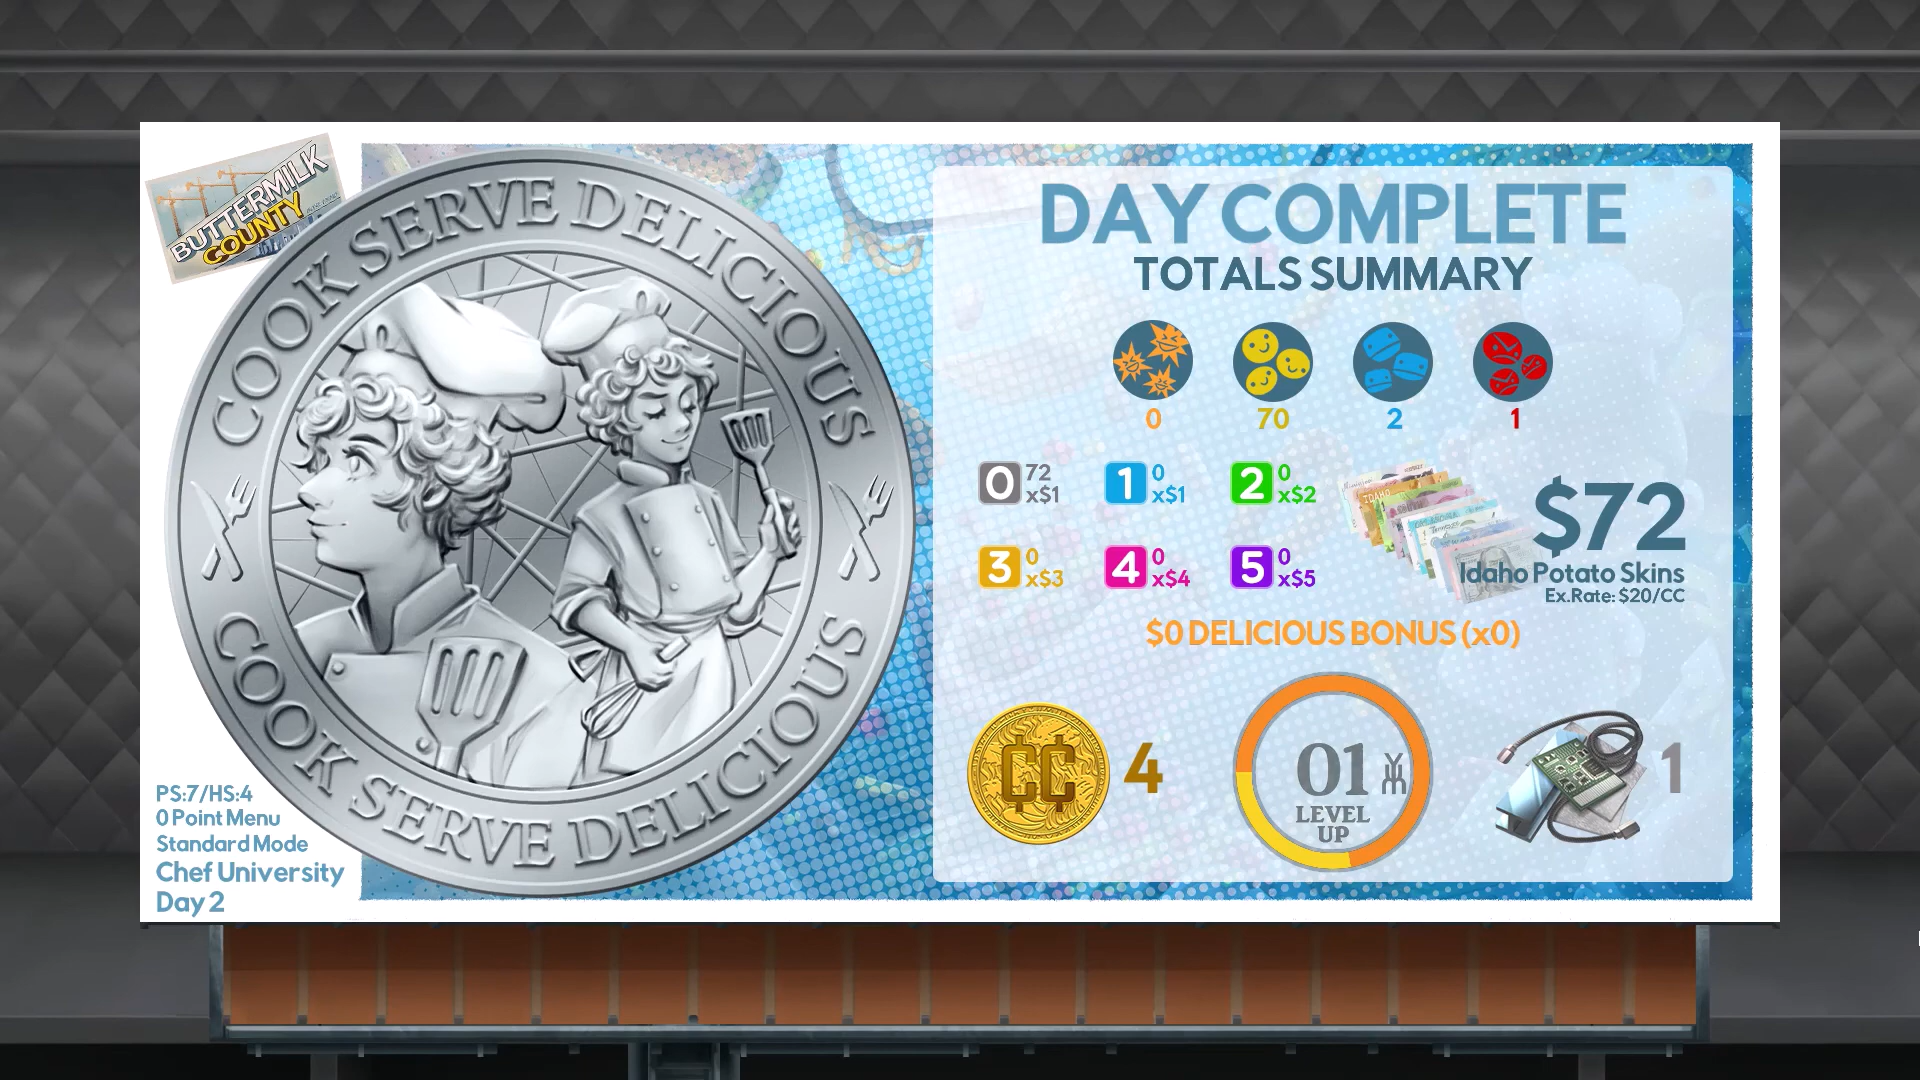 BUTTERMILK
COUNTY
COOK SERVE DELICIOUS
COOK SERVE DELICIOUS
PS:7/HS:4
0 Point Menu
Standard Mode
Chef University
Day 2
DAY COMPLETE
TOTALS SUMMARY
0 70 2 1
0 72 x$1 1 0 x$1 2 0 x$2
3 0 x$3 4 0 x$4 5 0 x$5
IDAHO
$72
Idaho Potato Skins
Ex.Rate: $20/CC
$0 DELICIOUS BONUS (x0)
CC 4
01
LEVEL
UP
1